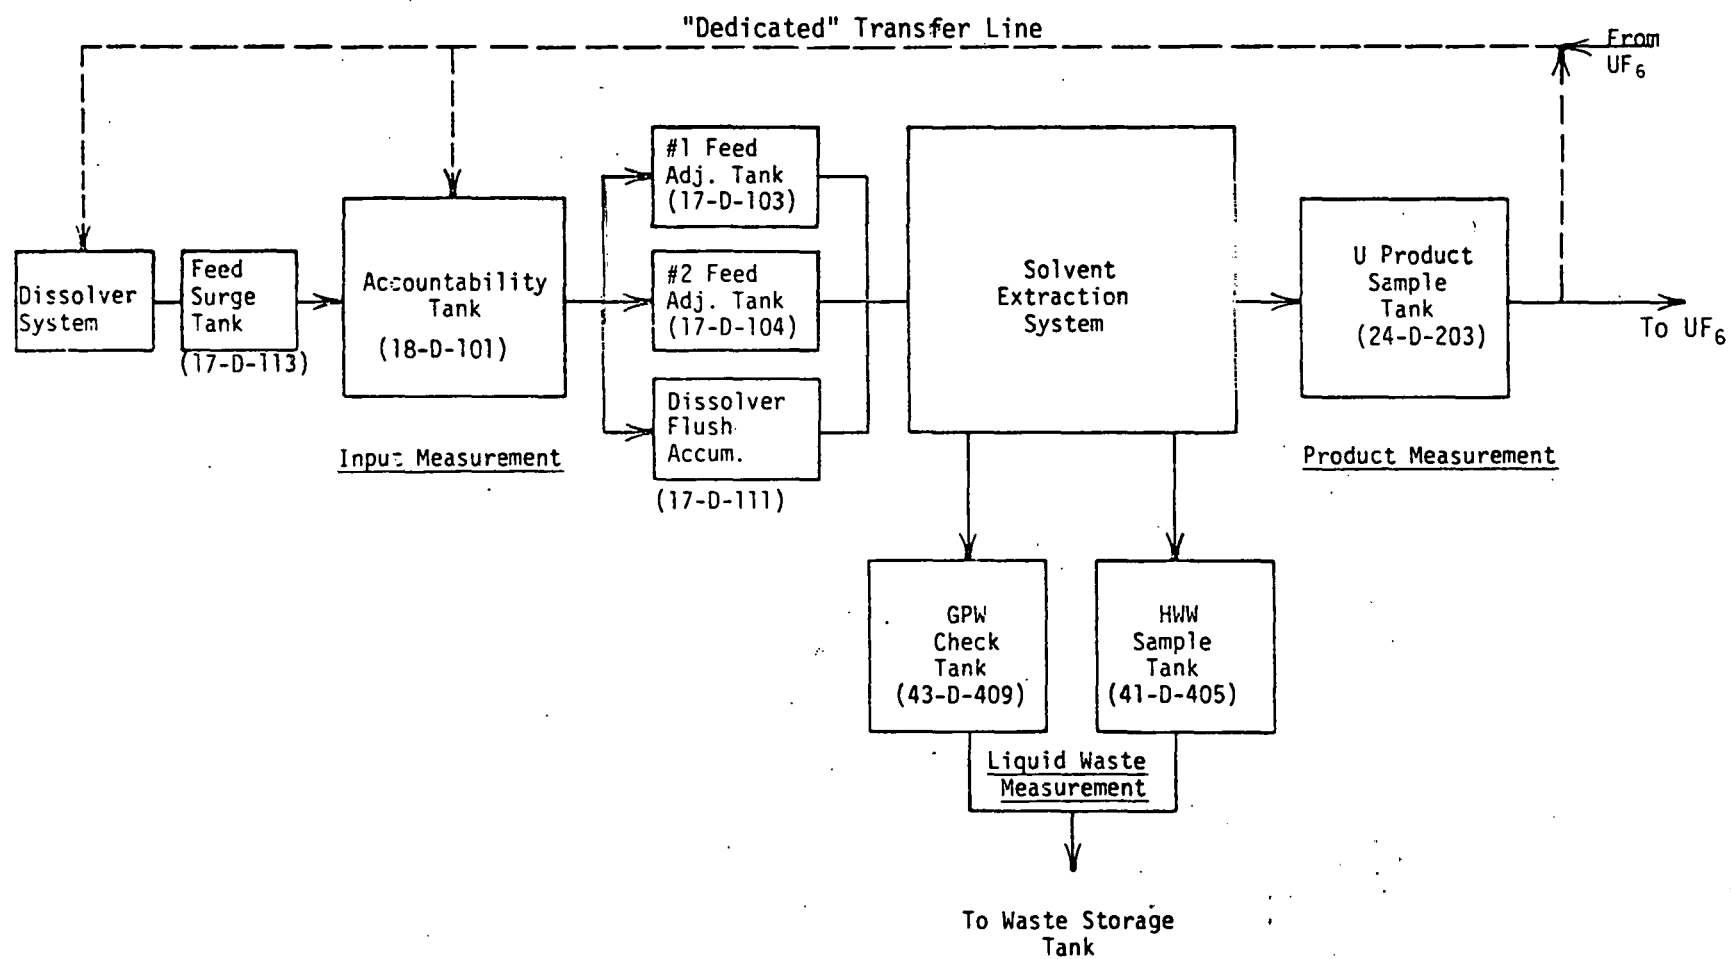 "Dedicated" Transfer Line
From
UF6
#1 Feed
Adj. Tank
(17-D-103)
Dissolver
System
Feed
Surge
Tank
(17-D-113)
Accountability
Tank
(18-D-101)
#2 Feed
Adj. Tank
(17-D-104)
Dissolver
Flush
Accum.
(17-D-111)
Solvent
Extraction
System
U Product
Sample
Tank
(24-D-203)
To UF6
Input Measurement
Product Measurement
GPW
Check
Tank
(43-D-409)
HWW
Sample
Tank
(41-D-405)
Liquid Waste
Measurement
To Waste Storage
Tank